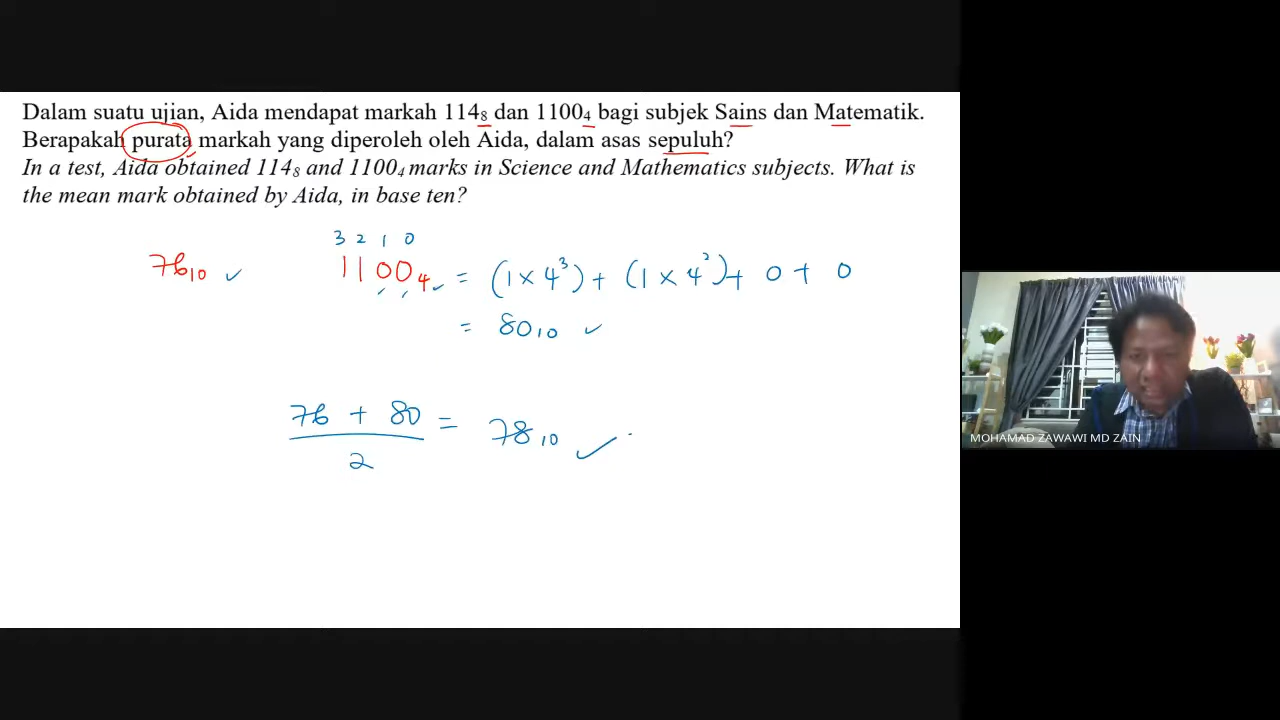 Dalam suatu ujian, Aida mendapat markah 114₈ dan 1100₄ bagi subjek Sains dan Matematik.
Berapakah purata markah yang diperoleh oleh Aida, dalam asas sepuluh?
In a test, Aida obtained 114₈ and 1100₄ marks in Science and Mathematics subjects. What is
the mean mark obtained by Aida, in base ten?
3 2 1 0
76₁₀ ✓
1100₄ ✓ = (1 × 4³) + (1 × 4²) + 0 + 0
= 80₁₀ ✓
76 + 80 = 78₁₀ ✓
2
MOHAMAD ZAWAWI MD ZAIN